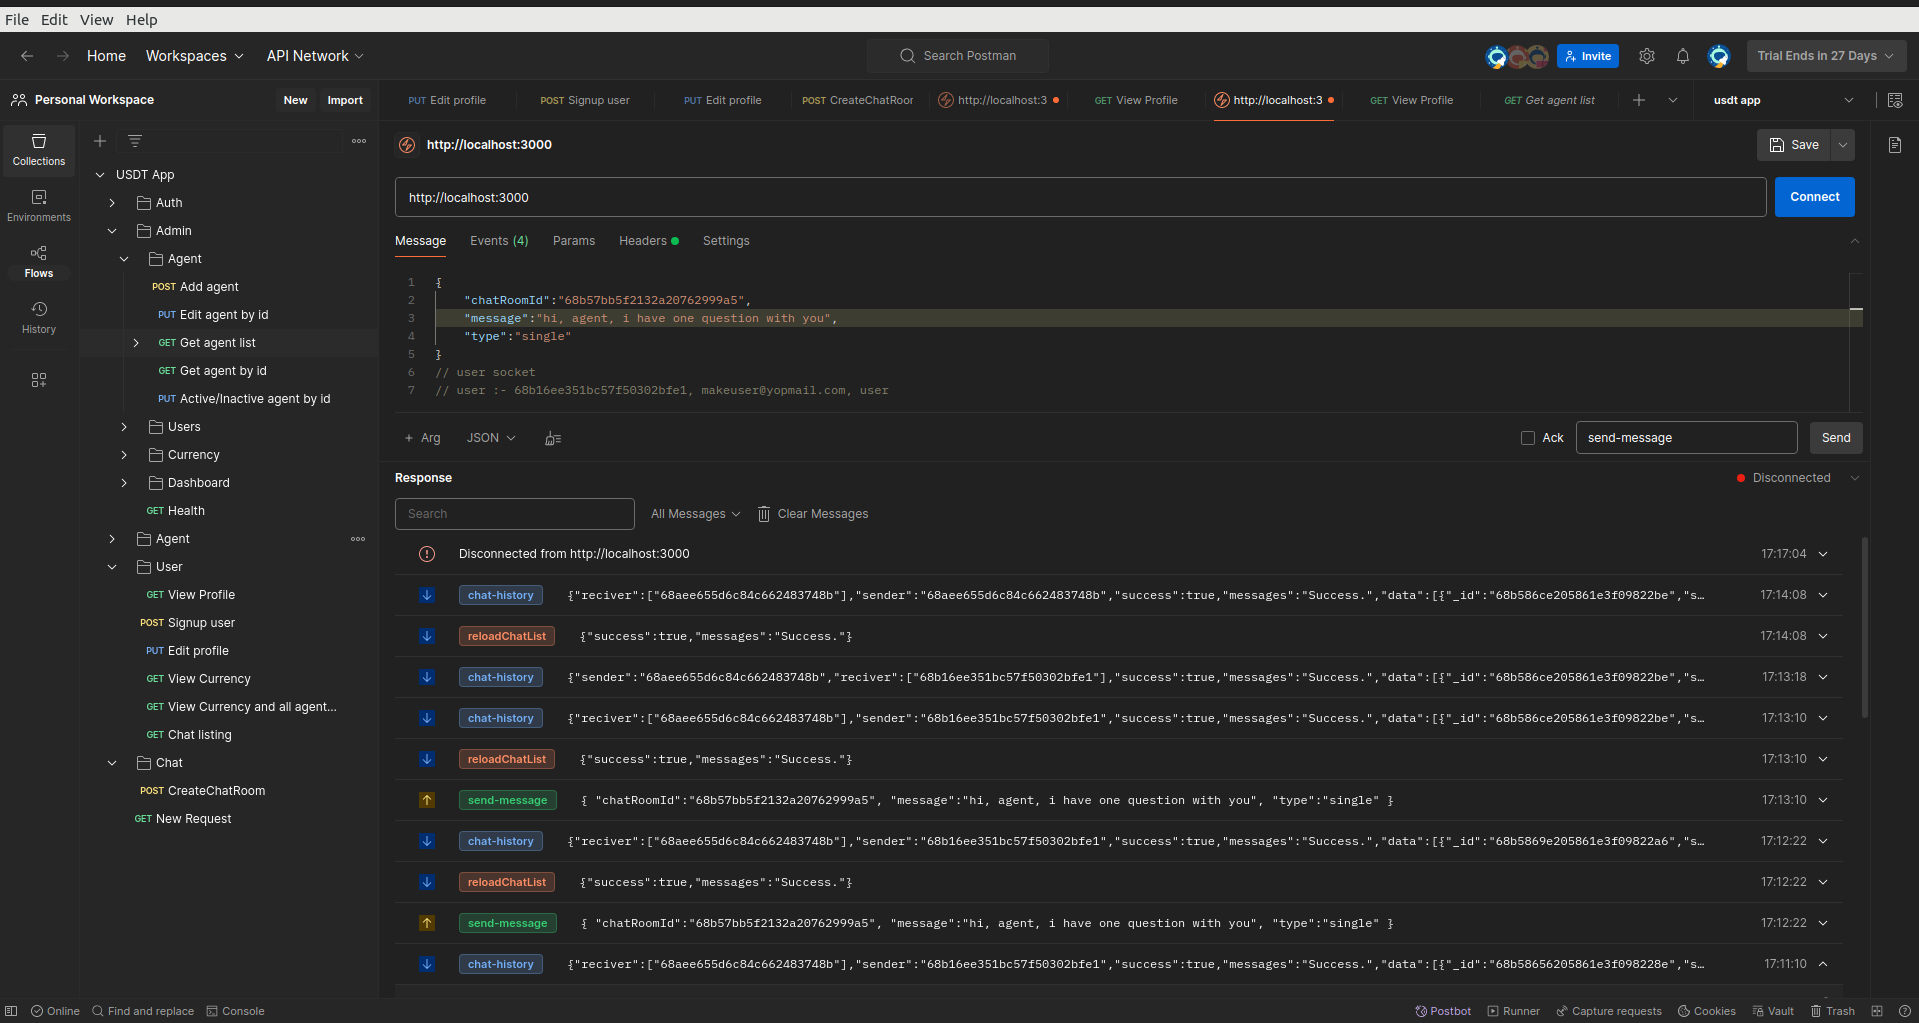 File Edit View Help
Home Workspaces API Network Search Postman Invite Trial Ends in 27 Days
Personal Workspace New Import
PUT Edit profile POST Signup user PUT Edit profile POST CreateChatRoor http://localhost:3 GET View Profile http://localhost:3 GET View Profile GET Get agent list usdt app
Collections
Environments
Flows
History
USDT App
Auth
Admin
Agent
POST Add agent
PUT Edit agent by id
GET Get agent list
GET Get agent by id
PUT Active/Inactive agent by id
Users
Currency
Dashboard
GET Health
Agent
User
GET View Profile
POST Signup user
PUT Edit profile
GET View Currency
GET View Currency and all agent...
GET Chat listing
Chat
POST CreateChatRoom
GET New Request
http://localhost:3000 Save
http://localhost:3000 Connect
Message Events (4) Params Headers Settings
1 {
2 "chatRoomId":"68b57bb5f2132a20762999a5",
3 "message":"hi, agent, i have one question with you",
4 "type":"single"
5 }
6 // user socket
7 // user :- 68b16ee351bc57f50302bfe1, makeuser@yopmail.com, user
+ Arg JSON Ack send-message Send
Response Disconnected
Search All Messages Clear Messages
Disconnected from http://localhost:3000 17:17:04
chat-history {"reciver":["68aee655d6c84c662483748b"],"sender":"68aee655d6c84c662483748b","success":true,"messages":"Success.","data":[{"_id":"68b586ce205861e3f09822be","s… 17:14:08
reloadChatList {"success":true,"messages":"Success."} 17:14:08
chat-history {"sender":"68aee655d6c84c662483748b","reciver":["68b16ee351bc57f50302bfe1"],"success":true,"messages":"Success.","data":[{"_id":"68b586ce205861e3f09822be","s… 17:13:18
chat-history {"reciver":["68aee655d6c84c662483748b"],"sender":"68b16ee351bc57f50302bfe1","success":true,"messages":"Success.","data":[{"_id":"68b586ce205861e3f09822be","s… 17:13:10
reloadChatList {"success":true,"messages":"Success."} 17:13:10
send-message { "chatRoomId":"68b57bb5f2132a20762999a5", "message":"hi, agent, i have one question with you", "type":"single" } 17:13:10
chat-history {"reciver":["68aee655d6c84c662483748b"],"sender":"68b16ee351bc57f50302bfe1","success":true,"messages":"Success.","data":[{"_id":"68b5869e205861e3f09822a6","s… 17:12:22
reloadChatList {"success":true,"messages":"Success."} 17:12:22
send-message { "chatRoomId":"68b57bb5f2132a20762999a5", "message":"hi, agent, i have one question with you", "type":"single" } 17:12:22
chat-history {"reciver":["68aee655d6c84c662483748b"],"sender":"68b16ee351bc57f50302bfe1","success":true,"messages":"Success.","data":[{"_id":"68b58656205861e3f098228e","s… 17:11:10
Online Find and replace Console Postbot Runner Capture requests Cookies Vault Trash